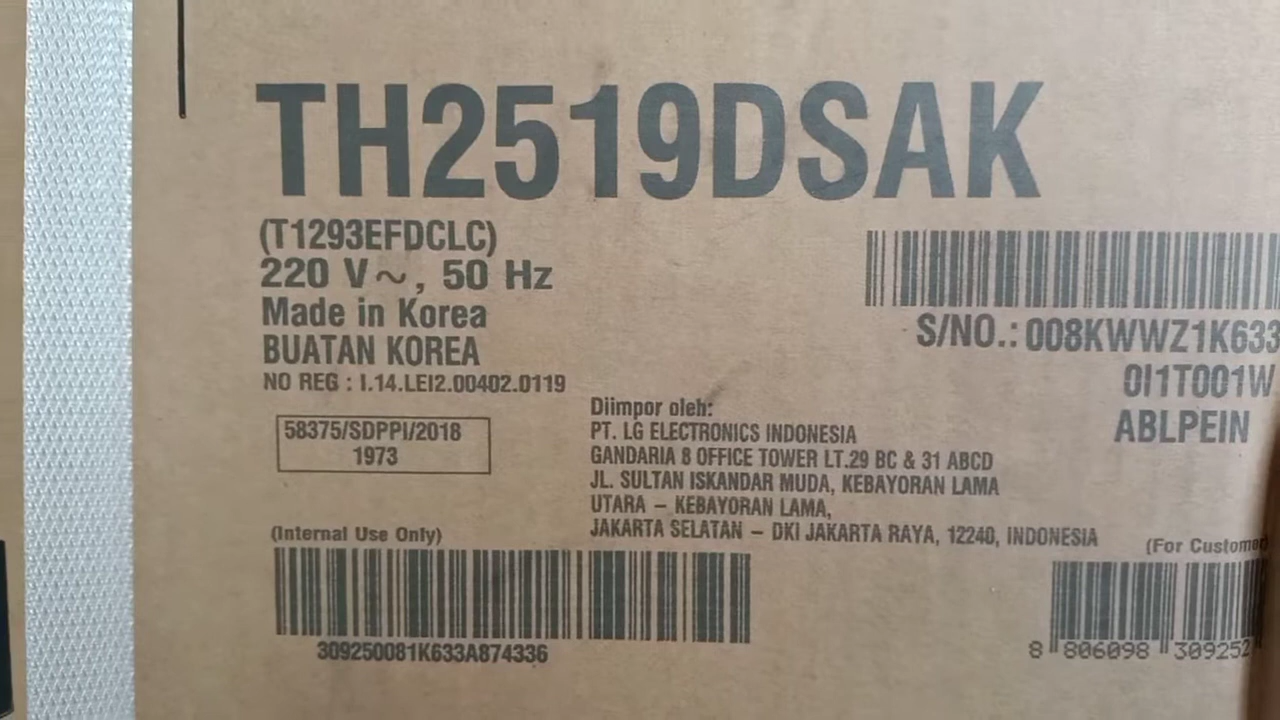 TH2519DSAK
(T1293EFDCLC)
220 V~, 50 Hz
Made in Korea
BUATAN KOREA
NO REG : I.14.LEI2.00402.0119
58375/SDPPI/2018
1973
S/NO.: 008KWWZ1K633
0I1T001W
ABLPEIN
Diimpor oleh:
PT. LG ELECTRONICS INDONESIA
GANDARIA 8 OFFICE TOWER LT.29 BC & 31 ABCD
JL. SULTAN ISKANDAR MUDA, KEBAYORAN LAMA
UTARA – KEBAYORAN LAMA,
JAKARTA SELATAN – DKI JAKARTA RAYA, 12240, INDONESIA
(Internal Use Only)
309250081K633A874336
(For Customer
8 806098 309252